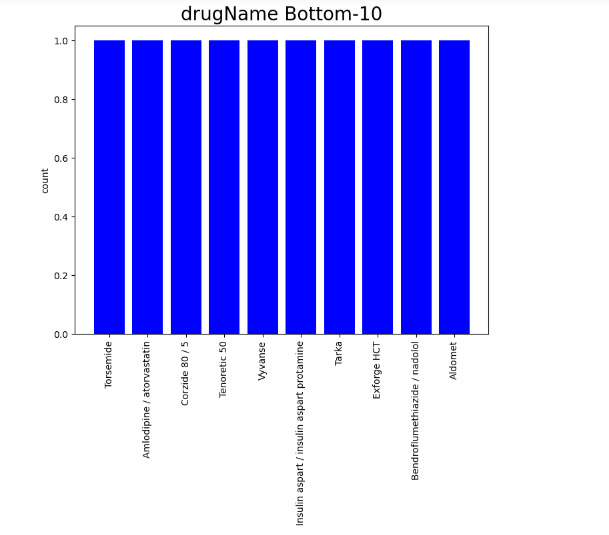 drugName Bottom-10
1.0
0.8
0.6
0.4
0.2
0.0
count
Torsemide
Amlodipine / atorvastatin
Corzide 80 / 5
Tenoretic 50
Vyvanse
Insulin aspart / insulin aspart protamine
Tarka
Exforge HCT
Bendroflumethiazide / nadolol
Aldomet